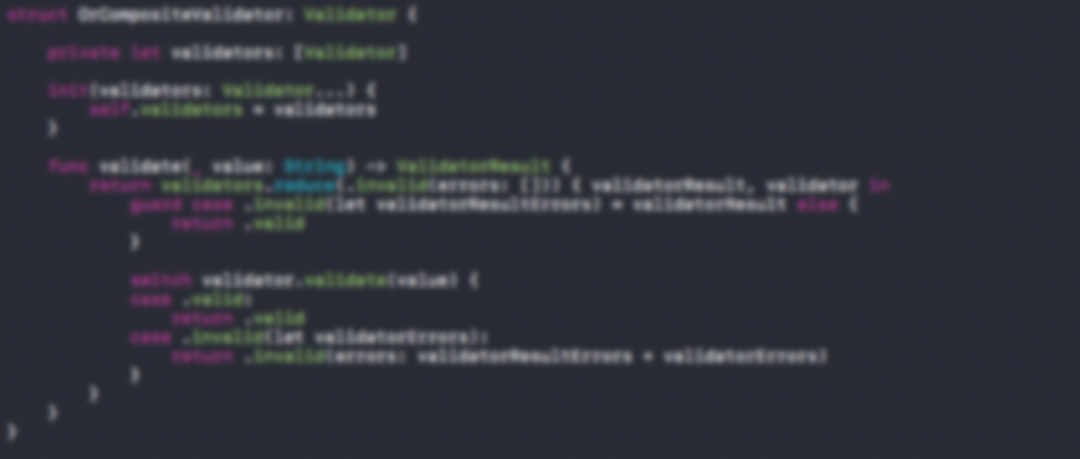 struct OrCompositeValidator: Validator {
private let validators: [Validator]
init(validators: Validator...) {
self.validators = validators
}
func validate(_ value: String) -> ValidatorResult {
return validators.reduce(.invalid(errors: [])) { validatorResult, validator in
guard case .invalid(let validatorResultErrors) = validatorResult else {
return .valid
}
switch validator.validate(value) {
case .valid:
return .valid
case .invalid(let validatorErrors):
return .invalid(errors: validatorResultErrors + validatorErrors)
}
}
}
}